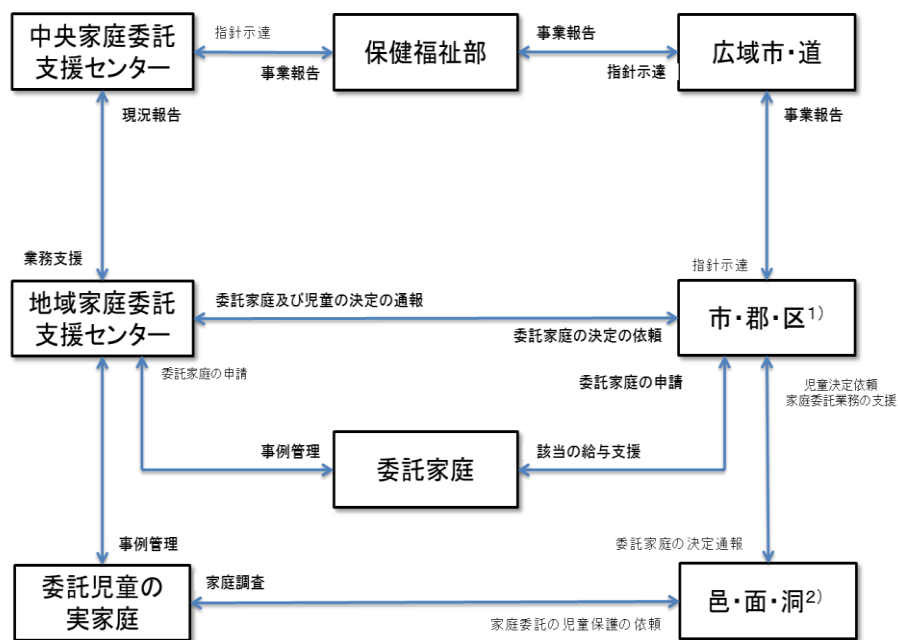 中央家庭委託
支援センター
指針示達
事業報告
保健福祉部
事業報告
指針示達
広域市・道
現況報告
事業報告
業務支援
指針示達
地域家庭委託
支援センター
委託家庭及び児童の決定の通報
委託家庭の決定の依頼
市・郡・区1)
委託家庭の申請
委託家庭の申請
児童決定依頼
家庭委託業務の支援
事例管理
委託家庭
該当の給与支援
事例管理
委託家庭の決定通報
委託児童の
実家庭
家庭調査
家庭委託の児童保護の依頼
邑・面・洞2)